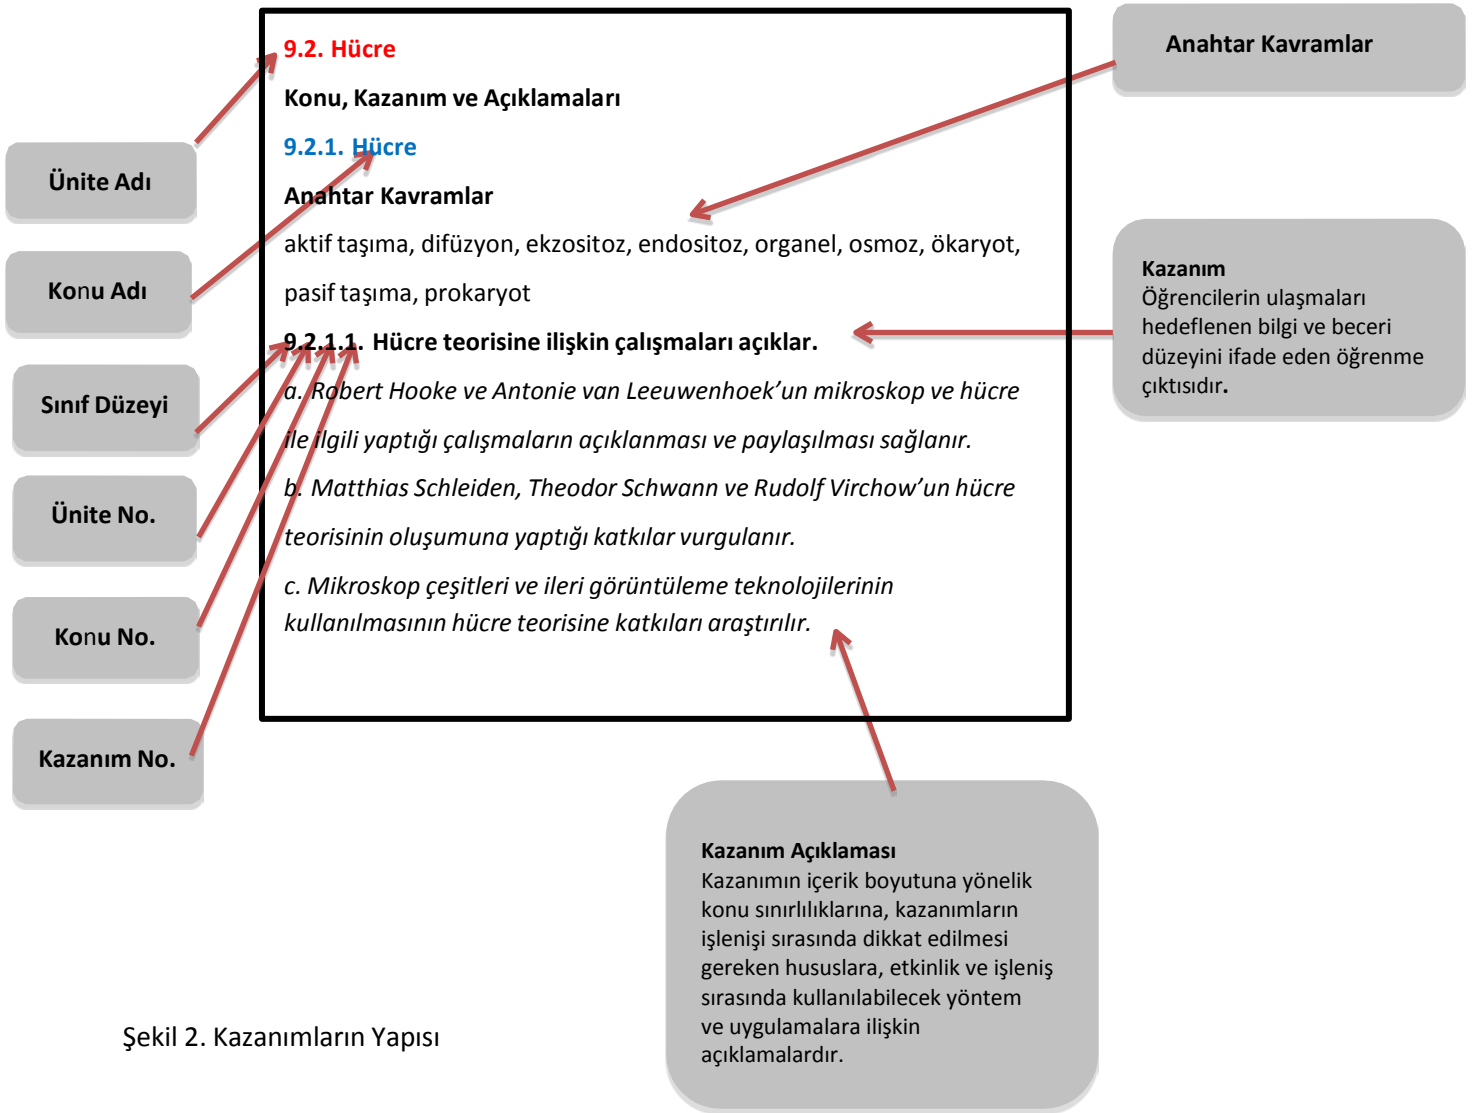 9.2. Hücre
Konu, Kazanım ve Açıklamaları
9.2.1. Hücre
Anahtar Kavramlar
aktif taşıma, difüzyon, ekzositoz, endositoz, organel, osmoz, ökaryot,
pasif taşıma, prokaryot
9.2.1.1. Hücre teorisine ilişkin çalışmaları açıklar.
a. Robert Hooke ve Antonie van Leeuwenhoek’un mikroskop ve hücre
ile ilgili yaptığı çalışmaların açıklanması ve paylaşılması sağlanır.
b. Matthias Schleiden, Theodor Schwann ve Rudolf Virchow’un hücre
teorisinin oluşumuna yaptığı katkılar vurgulanır.
c. Mikroskop çeşitleri ve ileri görüntüleme teknolojilerinin
kullanılmasının hücre teorisine katkıları araştırılır.
Ünite Adı
Konu Adı
Sınıf Düzeyi
Ünite No.
Konu No.
Kazanım No.
Anahtar Kavramlar
Kazanım
Öğrencilerin ulaşmaları
hedeflenen bilgi ve beceri
düzeyini ifade eden öğrenme
çıktısıdır.
Kazanım Açıklaması
Kazanımın içerik boyutuna yönelik
konu sınırlılıklarına, kazanımların
işlenişi sırasında dikkat edilmesi
gereken hususlara, etkinlik ve işleniş
sırasında kullanılabilecek yöntem
ve uygulamalara ilişkin
açıklamalardır.
Şekil 2. Kazanımların Yapısı